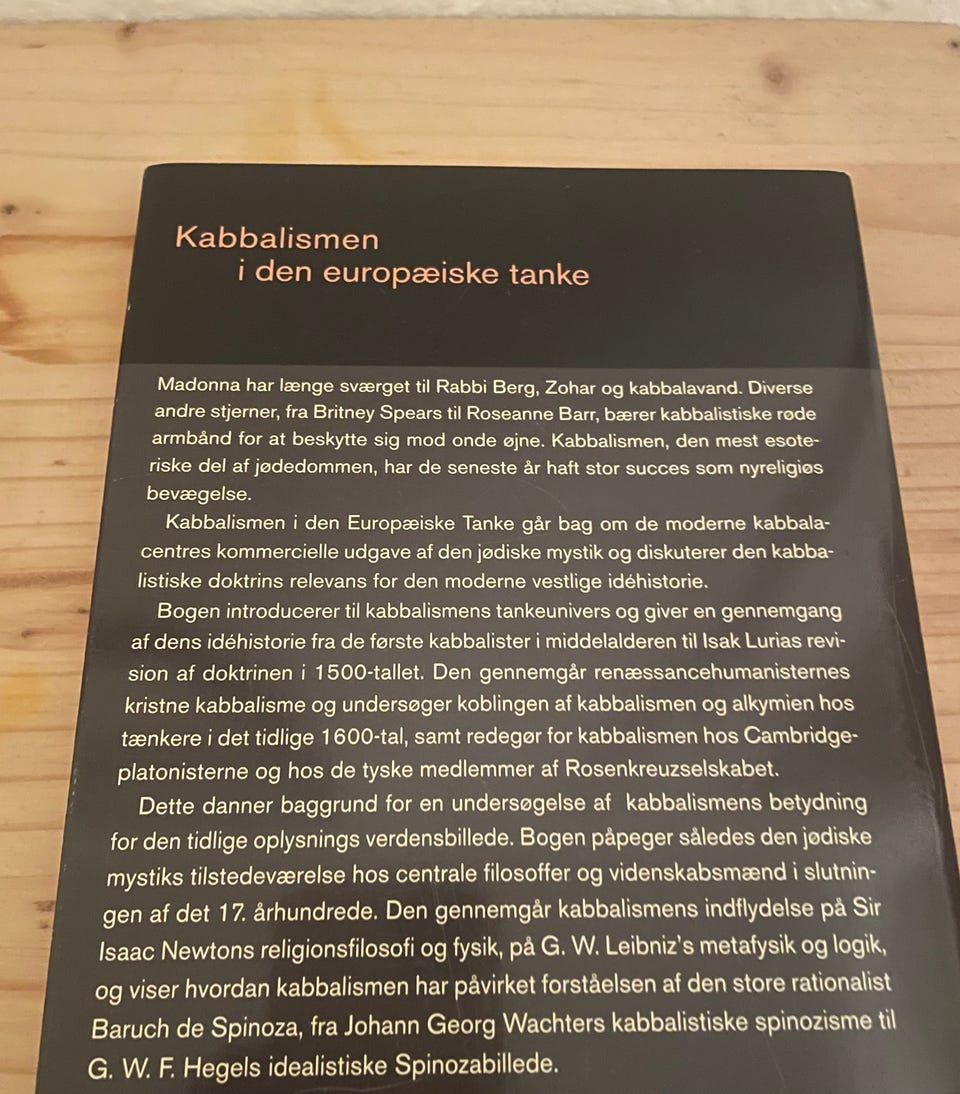 Kabbalismen
i den europæiske tanke
Madonna har længe sværget til Rabbi Berg, Zohar og kabbalavand. Diverse
andre stjerner, fra Britney Spears til Roseanne Barr, bærer kabbalistiske røde
armbånd for at beskytte sig mod onde øjne. Kabbalismen, den mest esote-
riske del af jødedommen, har de seneste år haft stor succes som nyreligiøs
bevægelse.
Kabbalismen i den Europæiske Tanke går bag om de moderne kabbala-
centres kommercielle udgave af den jødiske mystik og diskuterer den kabba-
listiske doktrins relevans for den moderne vestlige idéhistorie.
Bogen introducerer til kabbalismens tankeunivers og giver en gennemgang
af dens idéhistorie fra de første kabbalister i middelalderen til Isak Lurias revi-
sion af doktrinen i 1500-tallet. Den gennemgår renæssancehumanisternes
kristne kabbalisme og undersøger koblingen af kabbalismen og alkymien hos
tænkere i det tidlige 1600-tal, samt redegør for kabbalismen hos Cambridge-
platonisterne og hos de tyske medlemmer af Rosenkreuzselskabet.
Dette danner baggrund for en undersøgelse af kabbalismens betydning
for den tidlige oplysnings verdensbillede. Bogen påpeger således den jødiske
mystiks tilstedeværelse hos centrale filosoffer og videnskabsmænd i slutnin-
gen af det 17. århundrede. Den gennemgår kabbalismens indflydelse på Sir
Isaac Newtons religionsfilosofi og fysik, på G. W. Leibniz's metafysik og logik,
og viser hvordan kabbalismen har påvirket forståelsen af den store rationalist
Baruch de Spinoza, fra Johann Georg Wachters kabbalistiske spinozisme til
G. W. F. Hegels idealistiske Spinozabillede.